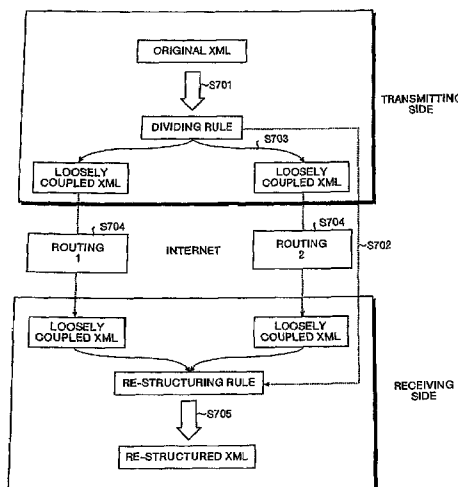 ORIGINAL XML
S701
TRANSMITTING
SIDE
DIVIDING RULE
S703
LOOSELY
COUPLED XML
LOOSELY
COUPLED XML
S704
S704
ROUTING
1
INTERNET
ROUTING
2
S702
LOOSELY
COUPLED XML
LOOSELY
COUPLED XML
RE-STRUCTURING RULE
RECEIVING
SIDE
S705
RE-STRUCTURED XML